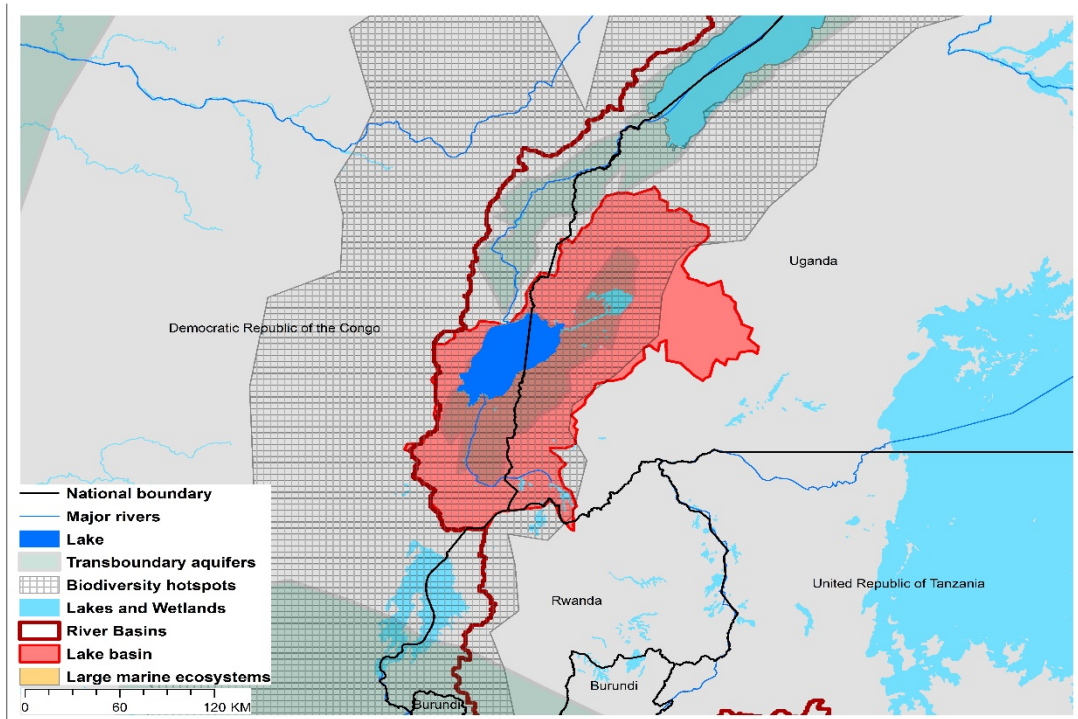 Uganda
Democratic Republic of the Congo
United Republic of Tanzania
Rwanda
Burundi
Burundi
National boundary
Major rivers
Lake
Transboundary aquifers
Biodiversity hotspots
Lakes and Wetlands
River Basins
Lake basin
Large marine ecosystems
0 60 120 KM